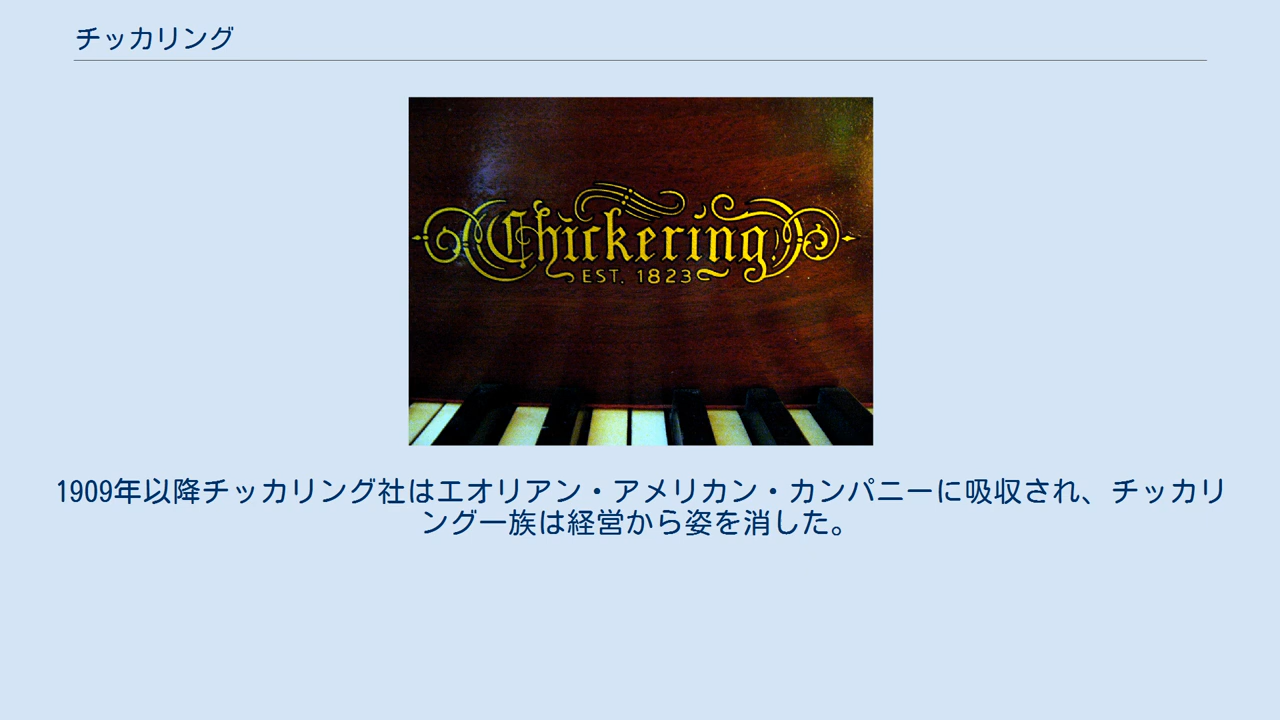 チッカリング
Chickering
EST. 1823
1909年以降チッカリング社はエオリアン・アメリカン・カンパニーに吸収され、チッカリ
ング一族は経営から姿を消した。